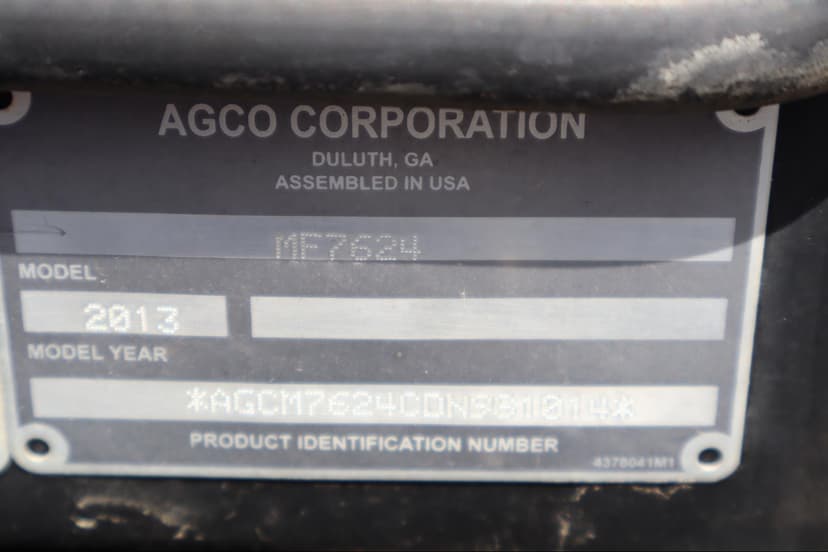 AGCO CORPORATION
DULUTH, GA
ASSEMBLED IN USA
MF7624
MODEL
2013
MODEL YEAR
*AGCM7624CDNS81014*
PRODUCT IDENTIFICATION NUMBER
4378041M1